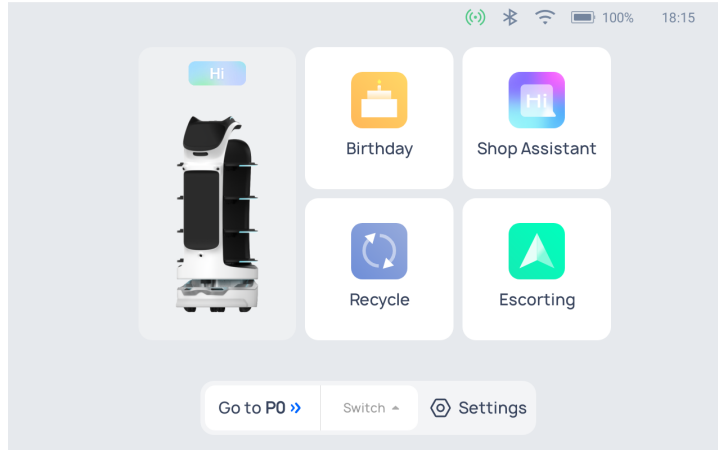 100%
18:15
Hi
Birthday
Hi
Shop Assistant
Recycle
Escorting
Go to P0 »
Switch
Settings